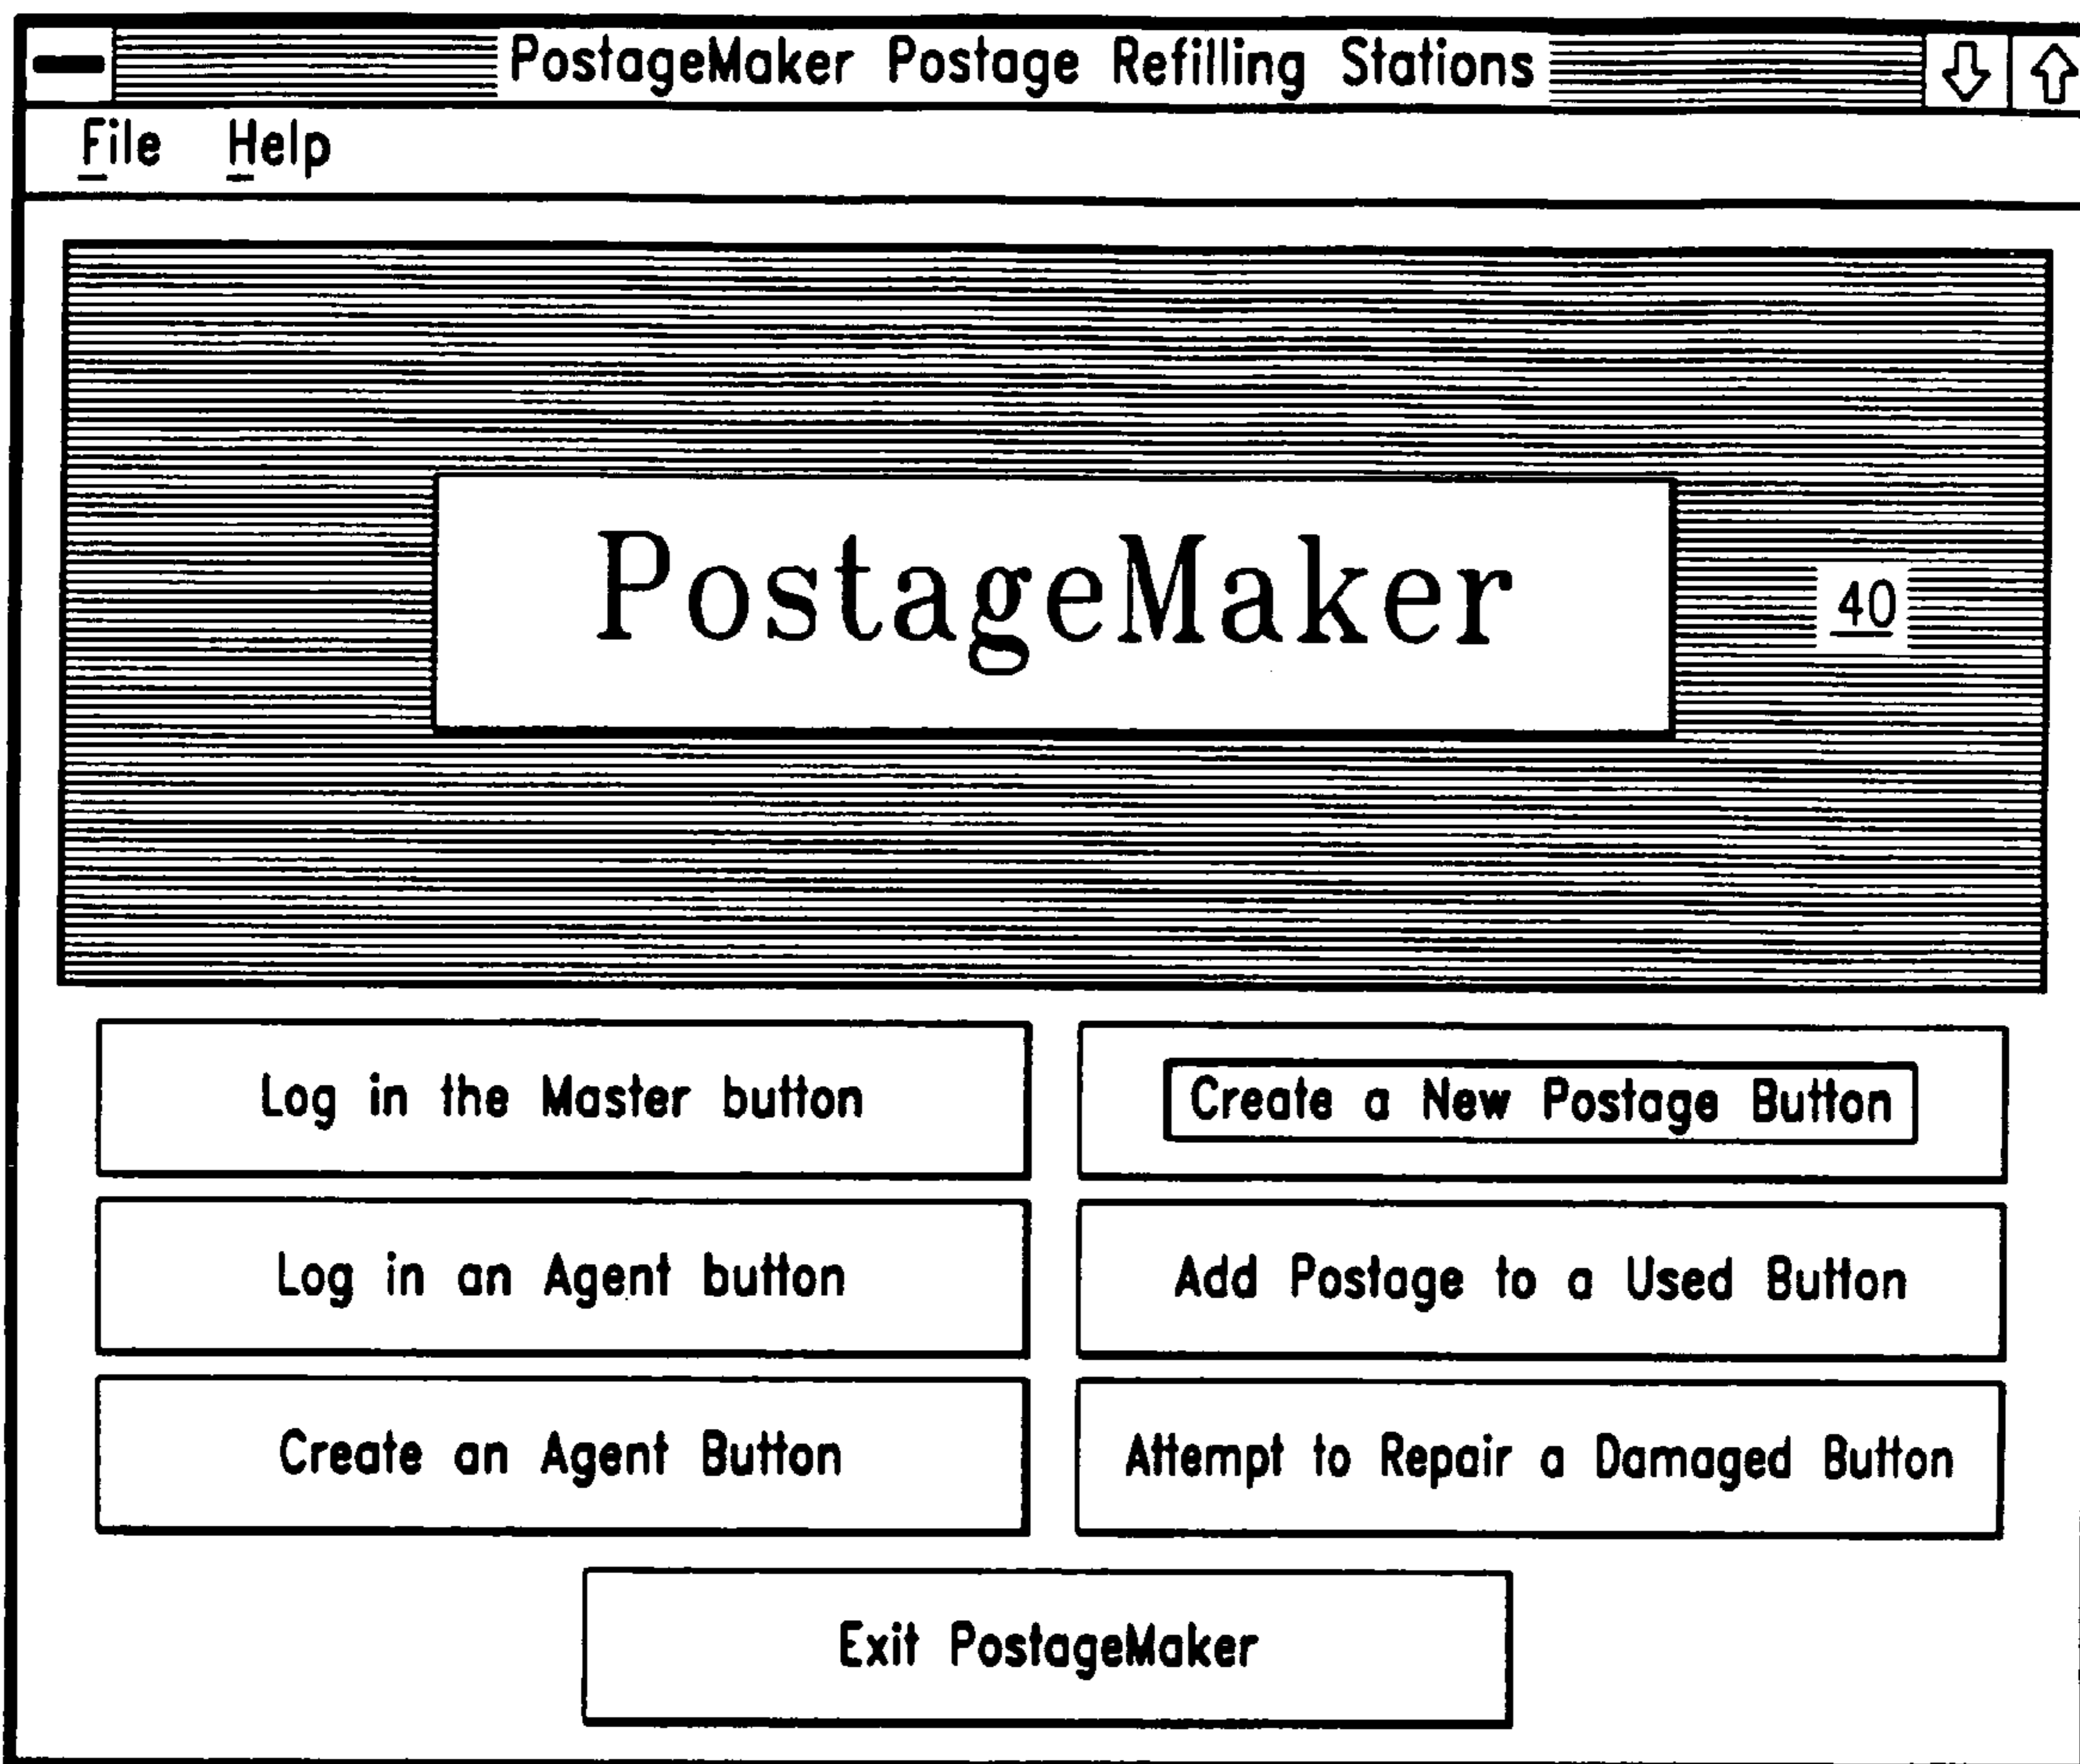 PostageMaker Postage Refilling Stations
File Help
PostageMaker
40
Log in the Master button
Create a New Postage Button
Log in an Agent button
Add Postage to a Used Button
Create an Agent Button
Attempt to Repair a Damaged Button
Exit PostageMaker